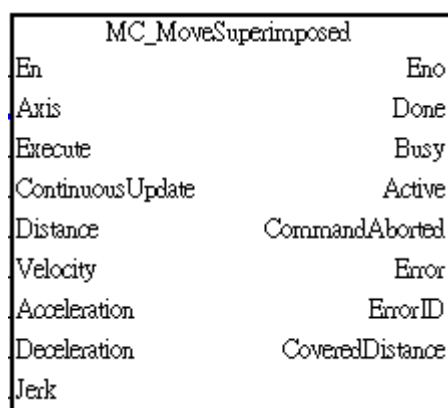 MC_MoveSuperimposed
En Eno
Axis Done
Execute Busy
ContinuousUpdate Active
Distance CommandAborted
Velocity Error
Acceleration ErrorID
Deceleration CoveredDistance
Jerk